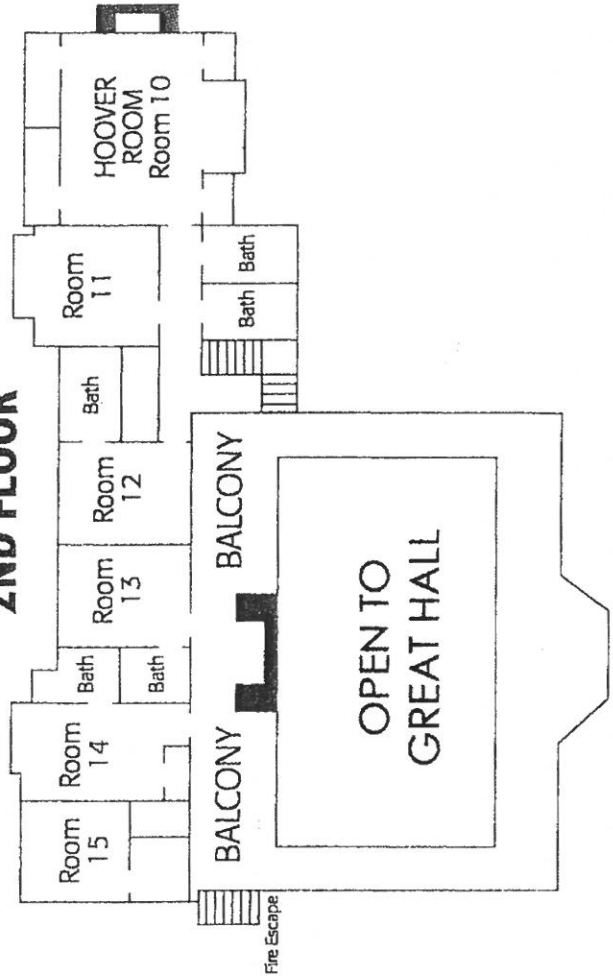 2ND FLOOR
HOOVER
ROOM
Room 10
Room
11
Bath
Bath
Bath
Room
12
Room
13
Bath
Bath
Room
14
Room
15
BALCONY
BALCONY
OPEN TO
GREAT HALL
Fire Escape